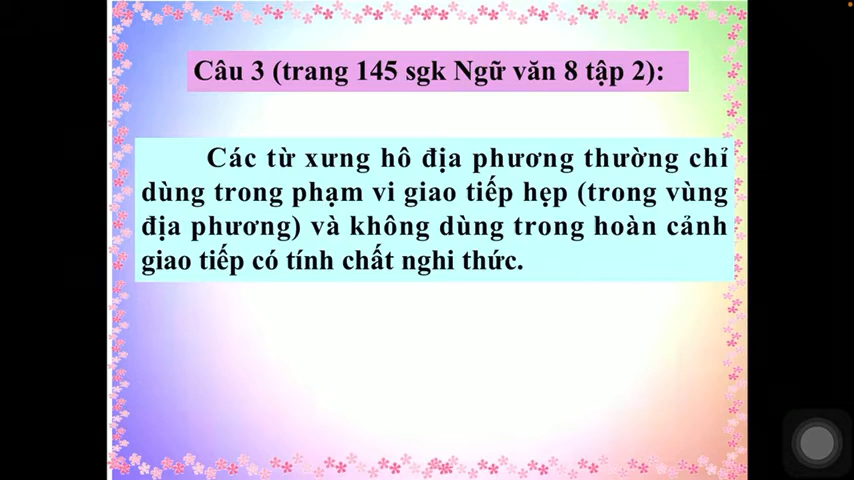 Câu 3 (trang 145 sgk Ngữ văn 8 tập 2):
Các từ xưng hô địa phương thường chỉ
dùng trong phạm vi giao tiếp hẹp (trong vùng
địa phương) và không dùng trong hoàn cảnh
giao tiếp có tính chất nghi thức.